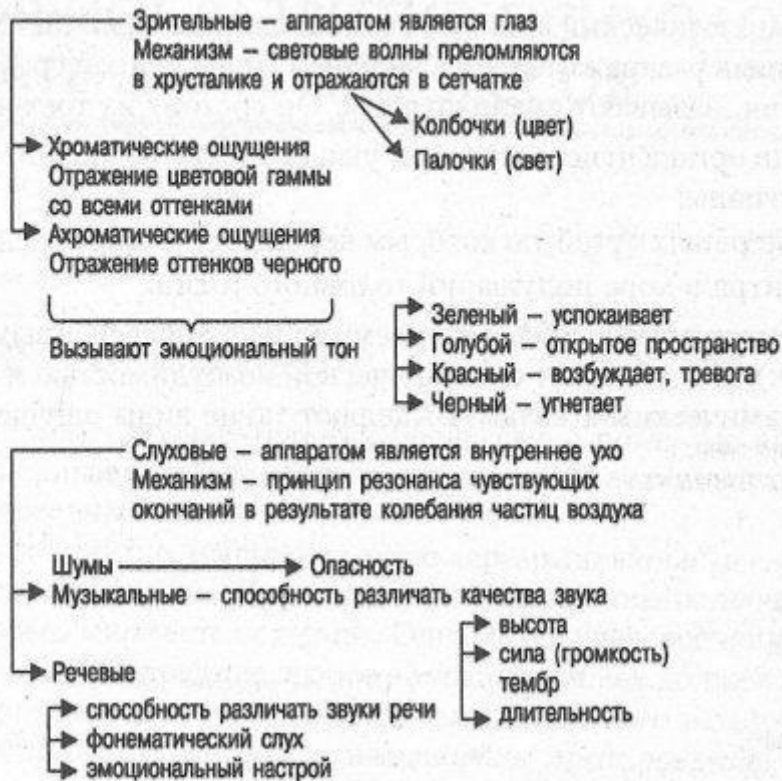 Зрительные – аппаратом является глаз
Механизм – световые волны преломляются
в хрусталике и отражаются в сетчатке
Колбочки (цвет)
Палочки (свет)
Хроматические ощущения
Отражение цветовой гаммы
со всеми оттенками
Ахроматические ощущения
Отражение оттенков черного
Вызывают эмоциональный тон
Зеленый – успокаивает
Голубой – открытое пространство
Красный – возбуждает, тревога
Черный – угнетает
Слуховые – аппаратом является внутреннее ухо
Механизм – принцип резонанса чувствующих
окончаний в результате колебания частиц воздуха
Шумы Опасность
Музыкальные – способность различать качества звука
высота
сила (громкость)
тембр
длительность
Речевые
способность различать звуки речи
фонематический слух
эмоциональный настрой